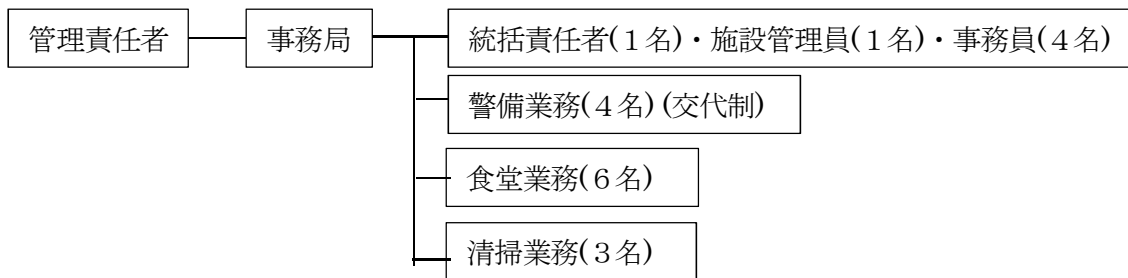 管理責任者 事務局 統括責任者(１名)・施設管理員(１名)・事務員(４名)
警備業務(４名)(交代制)
食堂業務(６名)
清掃業務(３名)